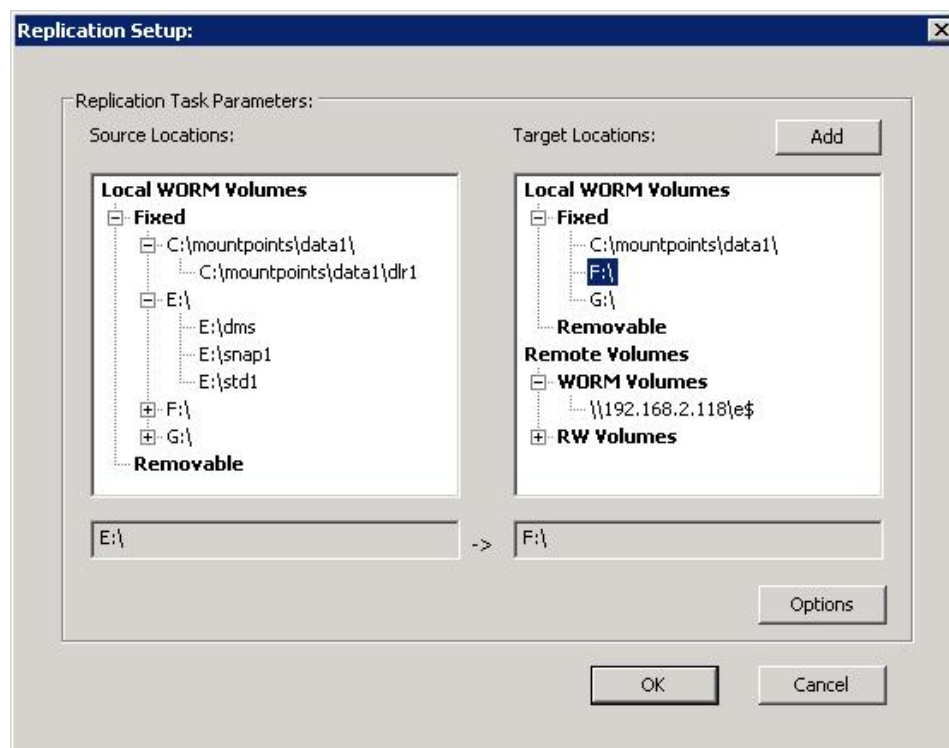 Replication Setup:
Replication Task Parameters:
Source Locations:
Local WORM Volumes
Fixed
C:\mountpoints\data1\
C:\mountpoints\data1\dlr1
E:\
E:\dms
E:\snap1
E:\std1
F:\
G:\
Removable
E:\
->
Target Locations:
Add
Local WORM Volumes
Fixed
C:\mountpoints\data1\
F:\
G:\
Removable
Remote Volumes
WORM Volumes
\\192.168.2.118\e$
RW Volumes
F:\
Options
OK
Cancel